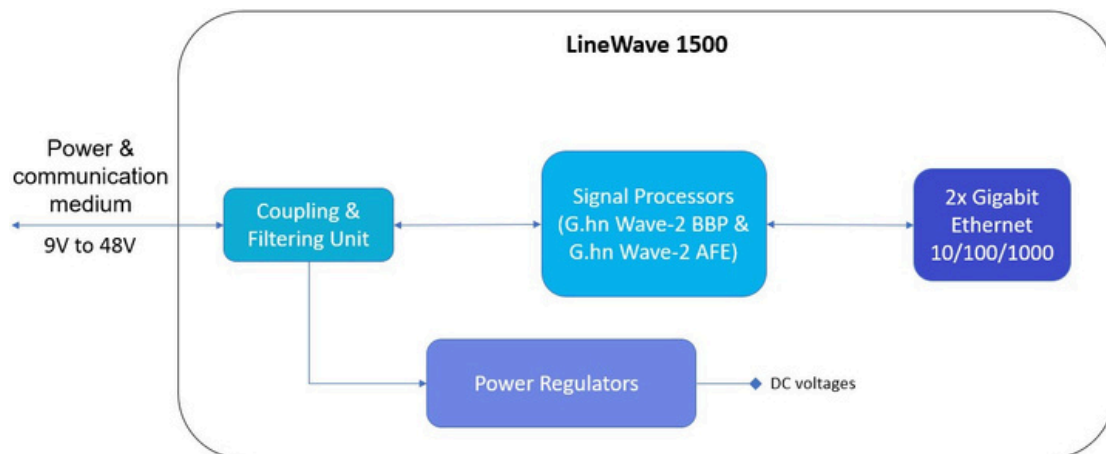 LineWave 1500
Power &
communication
medium
9V to 48V
Coupling &
Filtering Unit
Signal Processors
(G.hn Wave-2 BBP &
G.hn Wave-2 AFE)
2x Gigabit
Ethernet
10/100/1000
Power Regulators
DC voltages